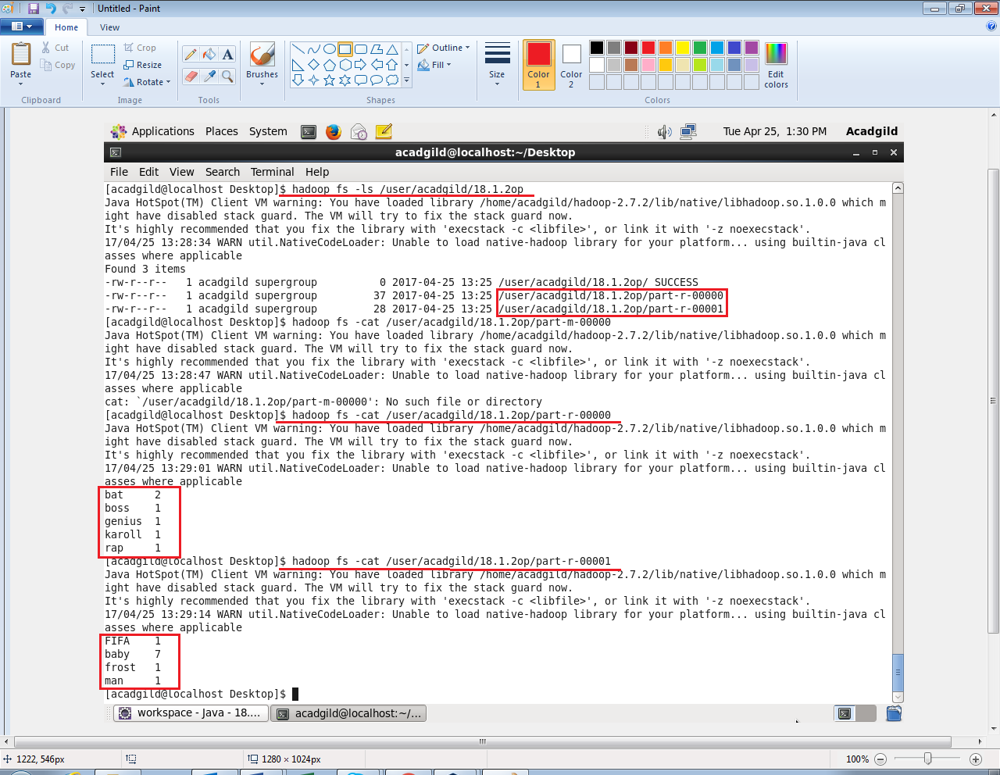 Untitled - Paint
Home View
Paste
Cut
Copy
Clipboard
Select
Crop
Resize
Rotate
Image
Tools
Brushes
Shapes
Outline
Fill
Size
Color 1
Color 2
Edit colors
Colors
Applications Places System Tue Apr 25, 1:30 PM Acadgild
acadgild@localhost:~/Desktop
File Edit View Search Terminal Help
[acadgild@localhost Desktop]$ hadoop fs -ls /user/acadgild/18.1.2op
Java HotSpot(TM) Client VM warning: You have loaded library /home/acadgild/hadoop-2.7.2/lib/native/libhadoop.so.1.0.0 which m
ight have disabled stack guard. The VM will try to fix the stack guard now.
It's highly recommended that you fix the library with 'execstack -c <libfile>', or link it with '-z noexecstack'.
17/04/25 13:28:34 WARN util.NativeCodeLoader: Unable to load native-hadoop library for your platform... using builtin-java cl
asses where applicable
Found 3 items
-rw-r--r--   1 acadgild supergroup          0 2017-04-25 13:25 /user/acadgild/18.1.2op/_SUCCESS
-rw-r--r--   1 acadgild supergroup         37 2017-04-25 13:25 /user/acadgild/18.1.2op/part-r-00000
-rw-r--r--   1 acadgild supergroup         28 2017-04-25 13:25 /user/acadgild/18.1.2op/part-r-00001
[acadgild@localhost Desktop]$ hadoop fs -cat /user/acadgild/18.1.2op/part-m-00000
Java HotSpot(TM) Client VM warning: You have loaded library /home/acadgild/hadoop-2.7.2/lib/native/libhadoop.so.1.0.0 which m
ight have disabled stack guard. The VM will try to fix the stack guard now.
It's highly recommended that you fix the library with 'execstack -c <libfile>', or link it with '-z noexecstack'.
17/04/25 13:28:47 WARN util.NativeCodeLoader: Unable to load native-hadoop library for your platform... using builtin-java cl
asses where applicable
cat: `/user/acadgild/18.1.2op/part-m-00000': No such file or directory
[acadgild@localhost Desktop]$ hadoop fs -cat /user/acadgild/18.1.2op/part-r-00000
Java HotSpot(TM) Client VM warning: You have loaded library /home/acadgild/hadoop-2.7.2/lib/native/libhadoop.so.1.0.0 which m
ight have disabled stack guard. The VM will try to fix the stack guard now.
It's highly recommended that you fix the library with 'execstack -c <libfile>', or link it with '-z noexecstack'.
17/04/25 13:29:01 WARN util.NativeCodeLoader: Unable to load native-hadoop library for your platform... using builtin-java cl
asses where applicable
bat     2
boss    1
genius  1
karoll  1
rap     1
[acadgild@localhost Desktop]$ hadoop fs -cat /user/acadgild/18.1.2op/part-r-00001
Java HotSpot(TM) Client VM warning: You have loaded library /home/acadgild/hadoop-2.7.2/lib/native/libhadoop.so.1.0.0 which m
ight have disabled stack guard. The VM will try to fix the stack guard now.
It's highly recommended that you fix the library with 'execstack -c <libfile>', or link it with '-z noexecstack'.
17/04/25 13:29:14 WARN util.NativeCodeLoader: Unable to load native-hadoop library for your platform... using builtin-java cl
asses where applicable
FIFA    1
baby    7
frost   1
man     1
[acadgild@localhost Desktop]$
workspace - Java - 18.... acadgild@localhost:~/...
1222, 546px 1280 × 1024px 100%